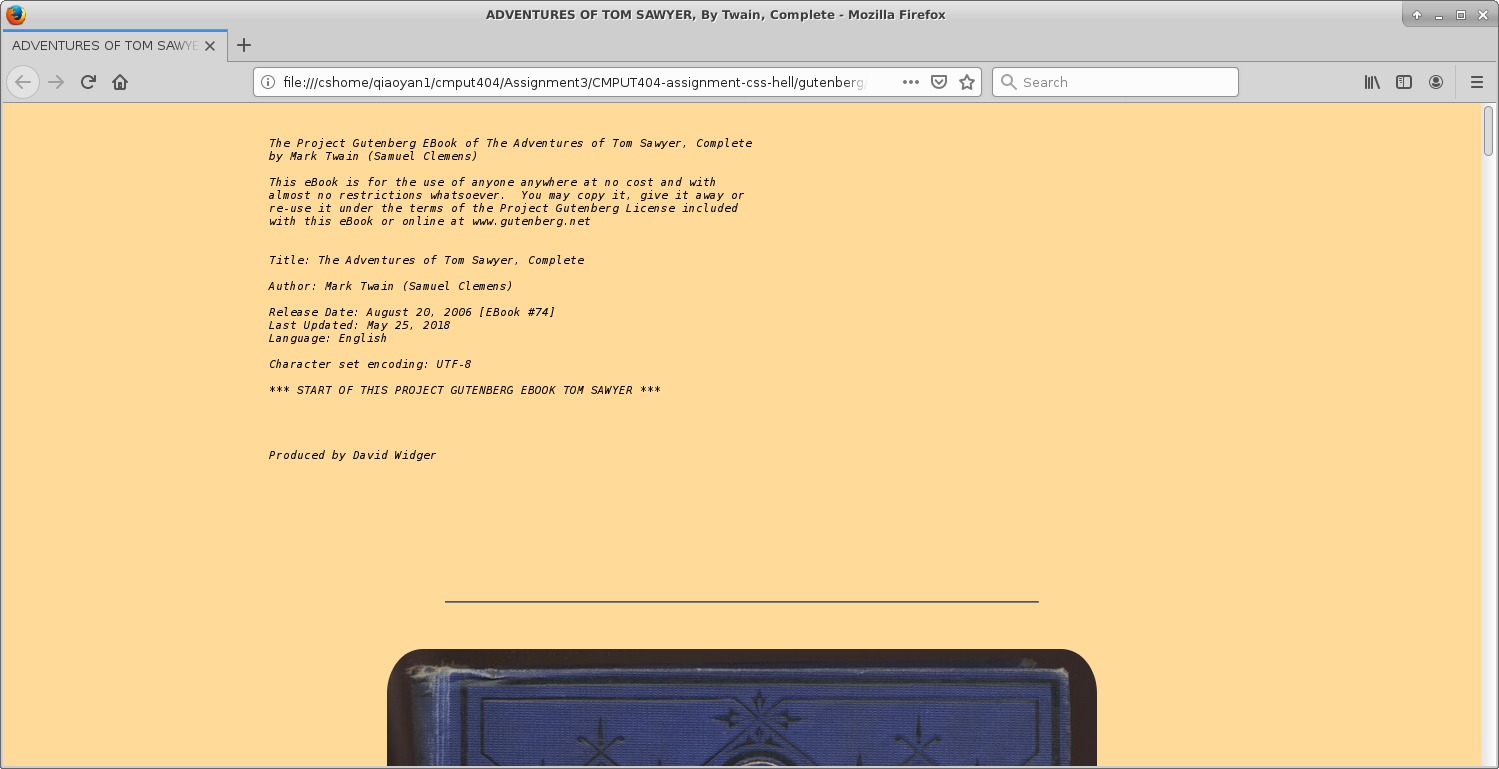 ADVENTURES OF TOM SAWYER, By Twain, Complete - Mozilla Firefox
ADVENTURES OF TOM SAWYE
file:///cshome/qiaoyan1/cmput404/Assignment3/CMPUT404-assignment-css-hell/gutenberg/
Search
The Project Gutenberg EBook of The Adventures of Tom Sawyer, Complete
by Mark Twain (Samuel Clemens)
This eBook is for the use of anyone anywhere at no cost and with
almost no restrictions whatsoever.  You may copy it, give it away or
re-use it under the terms of the Project Gutenberg License included
with this eBook or online at www.gutenberg.net
Title: The Adventures of Tom Sawyer, Complete
Author: Mark Twain (Samuel Clemens)
Release Date: August 20, 2006 [EBook #74]
Last Updated: May 25, 2018
Language: English
Character set encoding: UTF-8
*** START OF THIS PROJECT GUTENBERG EBOOK TOM SAWYER ***
Produced by David Widger